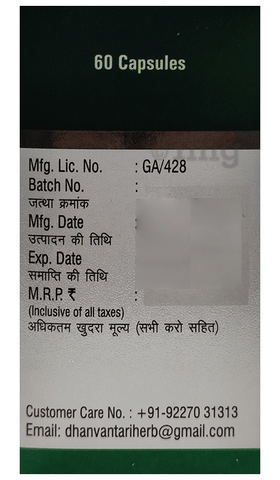 60 Capsules
Mfg. Lic. No. : GA/428
Batch No. :
जत्था क्रमांक
Mfg. Date
उत्पादन की तिथि
Exp. Date
समाप्ति की तिथि
M.R.P. ₹ :
(Inclusive of all taxes)
अधिकतम खुदरा मूल्य (सभी करो सहित)
Customer Care No. : +91-92270 31313
Email: dhanvantariherb@gmail.com